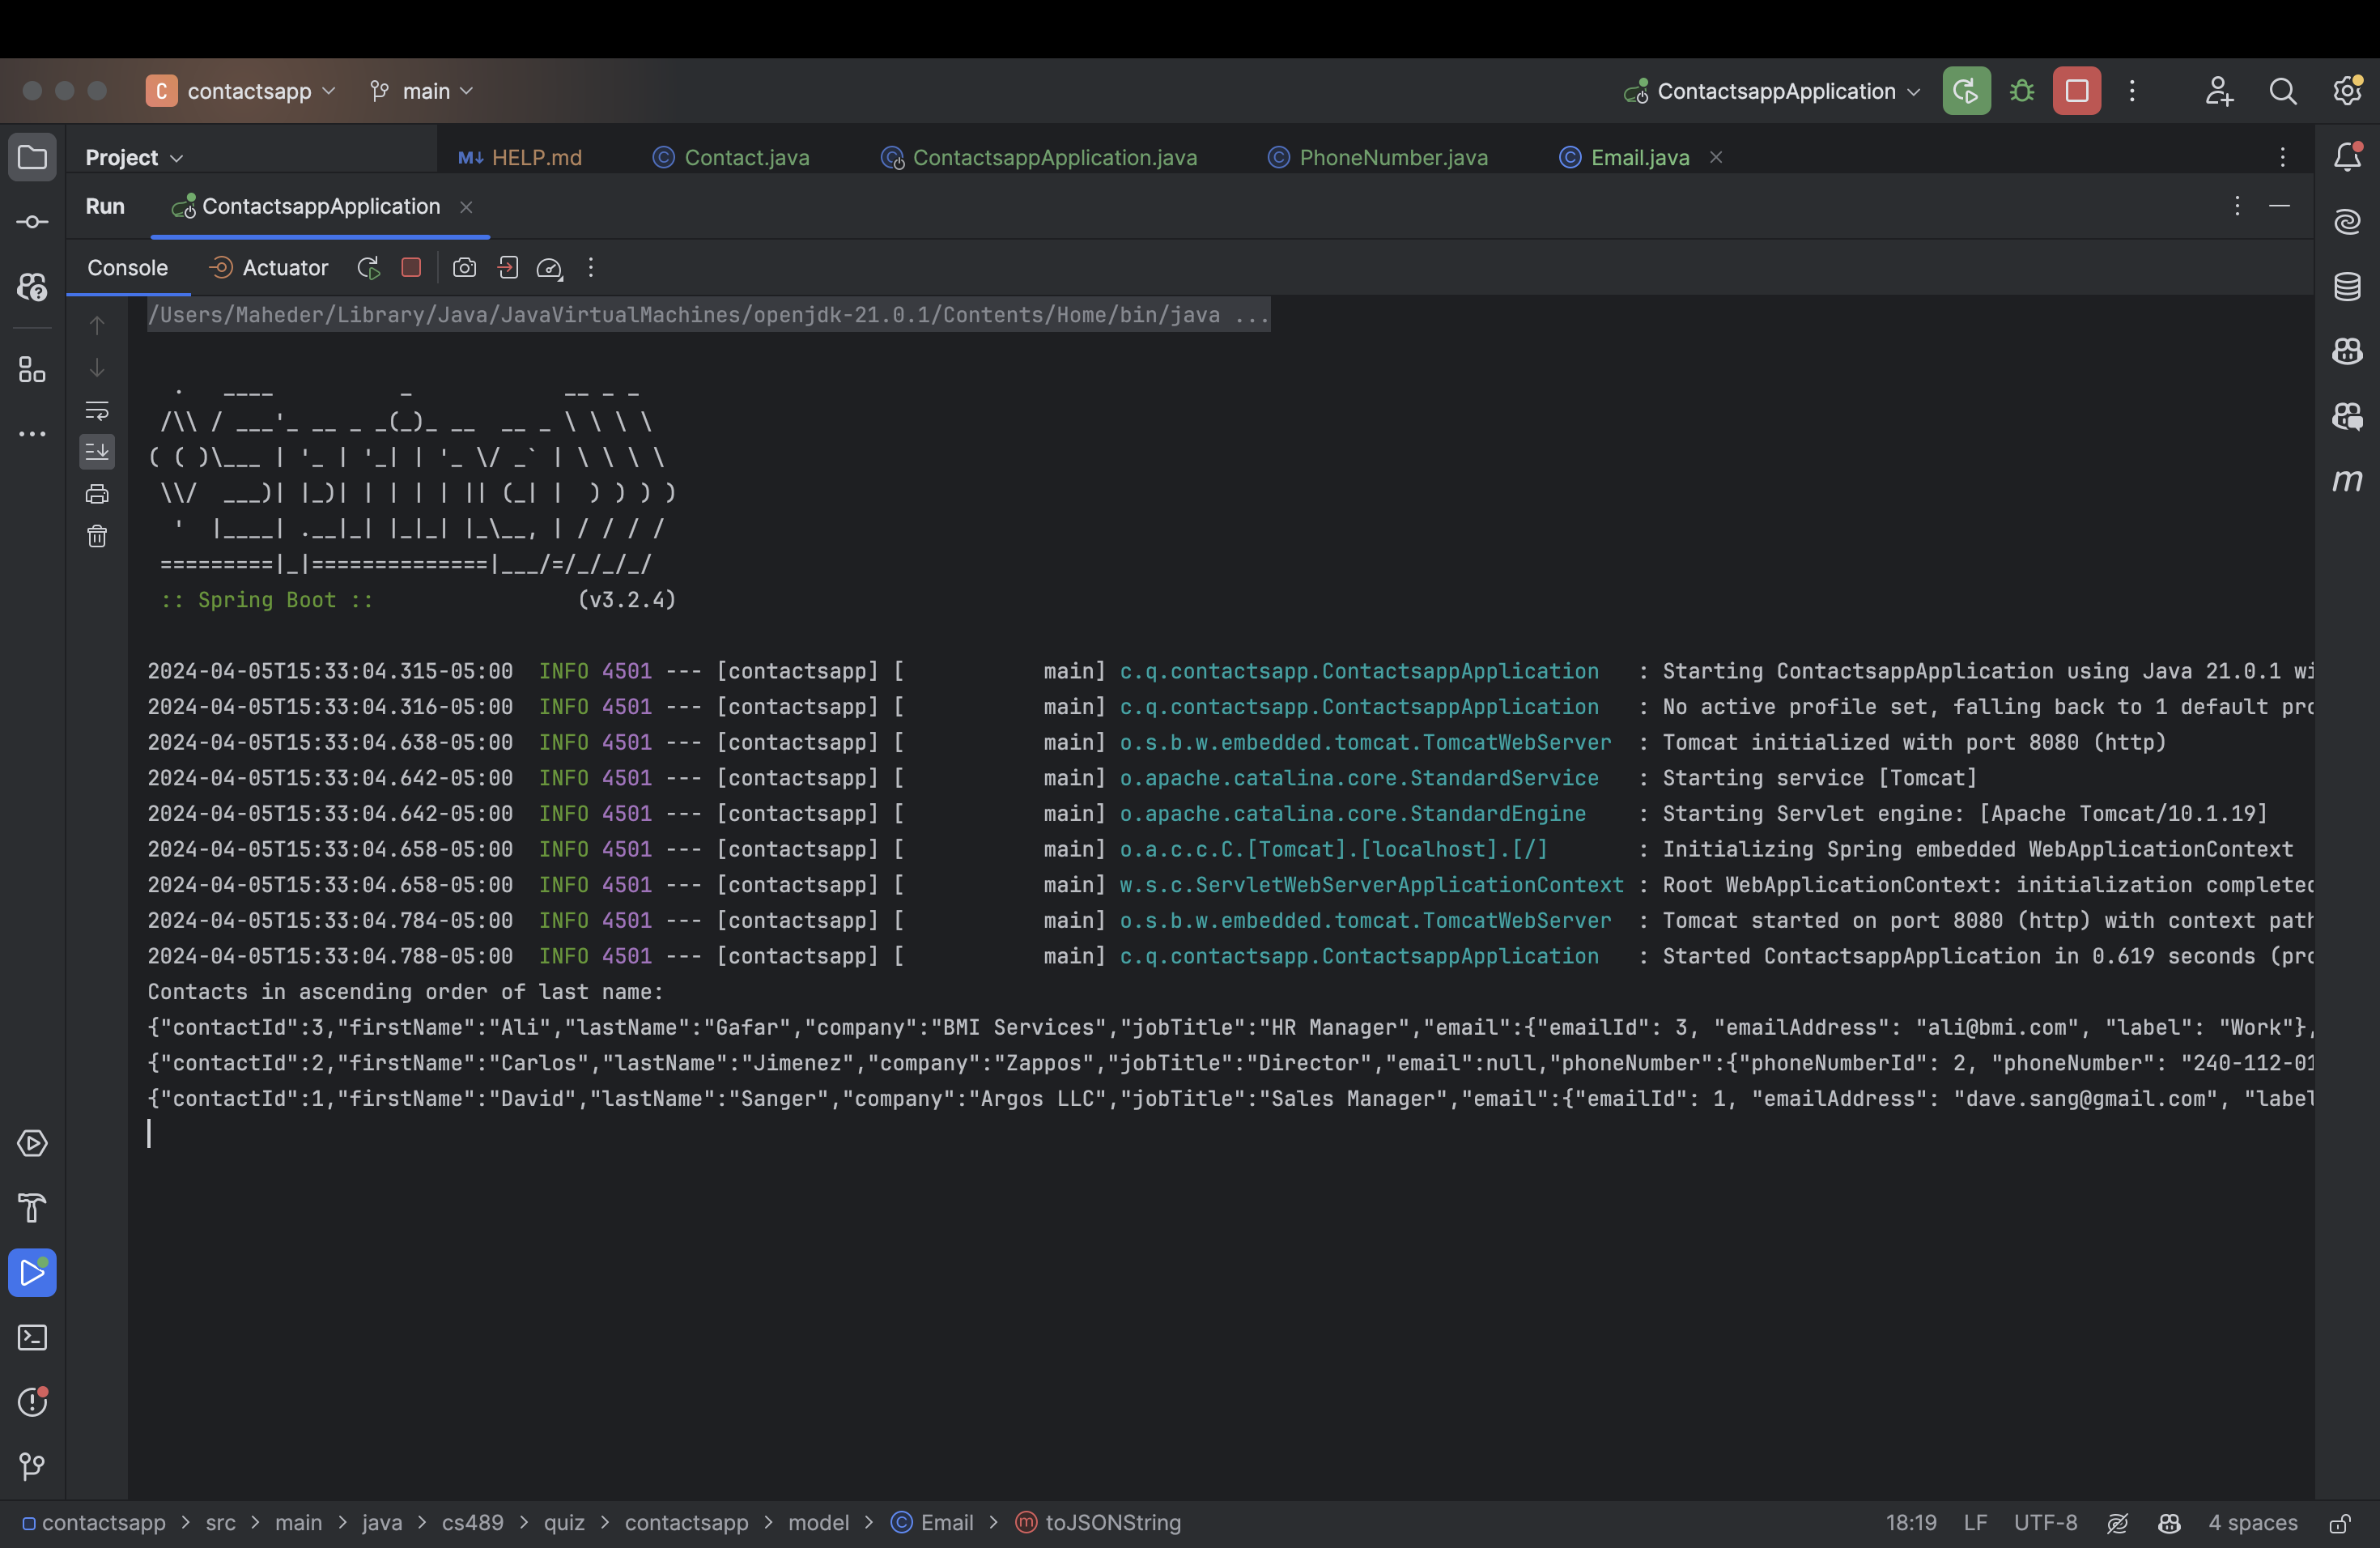 C contactsapp main ContactsappApplication
Project M↓ HELP.md Contact.java ContactsappApplication.java PhoneNumber.java Email.java
Run ContactsappApplication
Console Actuator
/Users/Maheder/Library/Java/JavaVirtualMachines/openjdk-21.0.1/Contents/Home/bin/java ...
  .   ____          _            __ _ _
 /\\ / ___'_ __ _ _(_)_ __  __ _ \ \ \ \
( ( )\___ | '_ | '_| | '_ \/ _` | \ \ \ \
 \\/  ___)| |_)| | | | | || (_| |  ) ) ) )
  '  |____| .__|_| |_|_| |_\__, | / / / /
 =========|_|==============|___/=/_/_/_/
 :: Spring Boot ::                (v3.2.4)
2024-04-05T15:33:04.315-05:00  INFO 4501 --- [contactsapp] [           main] c.q.contactsapp.ContactsappApplication   : Starting ContactsappApplication using Java 21.0.1 wi
2024-04-05T15:33:04.316-05:00  INFO 4501 --- [contactsapp] [           main] c.q.contactsapp.ContactsappApplication   : No active profile set, falling back to 1 default pro
2024-04-05T15:33:04.638-05:00  INFO 4501 --- [contactsapp] [           main] o.s.b.w.embedded.tomcat.TomcatWebServer  : Tomcat initialized with port 8080 (http)
2024-04-05T15:33:04.642-05:00  INFO 4501 --- [contactsapp] [           main] o.apache.catalina.core.StandardService   : Starting service [Tomcat]
2024-04-05T15:33:04.642-05:00  INFO 4501 --- [contactsapp] [           main] o.apache.catalina.core.StandardEngine    : Starting Servlet engine: [Apache Tomcat/10.1.19]
2024-04-05T15:33:04.658-05:00  INFO 4501 --- [contactsapp] [           main] o.a.c.c.C.[Tomcat].[localhost].[/]       : Initializing Spring embedded WebApplicationContext
2024-04-05T15:33:04.658-05:00  INFO 4501 --- [contactsapp] [           main] w.s.c.ServletWebServerApplicationContext : Root WebApplicationContext: initialization completed
2024-04-05T15:33:04.784-05:00  INFO 4501 --- [contactsapp] [           main] o.s.b.w.embedded.tomcat.TomcatWebServer  : Tomcat started on port 8080 (http) with context path
2024-04-05T15:33:04.788-05:00  INFO 4501 --- [contactsapp] [           main] c.q.contactsapp.ContactsappApplication   : Started ContactsappApplication in 0.619 seconds (pro
Contacts in ascending order of last name:
{"contactId":3,"firstName":"Ali","lastName":"Gafar","company":"BMI Services","jobTitle":"HR Manager","email":{"emailId": 3, "emailAddress": "ali@bmi.com", "label": "Work"},
{"contactId":2,"firstName":"Carlos","lastName":"Jimenez","company":"Zappos","jobTitle":"Director","email":null,"phoneNumber":{"phoneNumberId": 2, "phoneNumber": "240-112-01
{"contactId":1,"firstName":"David","lastName":"Sanger","company":"Argos LLC","jobTitle":"Sales Manager","email":{"emailId": 1, "emailAddress": "dave.sang@gmail.com", "label
contactsapp > src > main > java > cs489 > quiz > contactsapp > model > Email > toJSONString 18:19 LF UTF-8 4 spaces